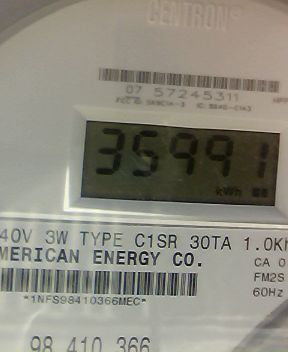 CENTRON®
07 57245311
35991
kWh
40V 3W TYPE C1SR 30TA 1.0Kh
MERICAN ENERGY CO.
CA 0
FM2S
60Hz
*1NFS98410366MEC*
98 410 366